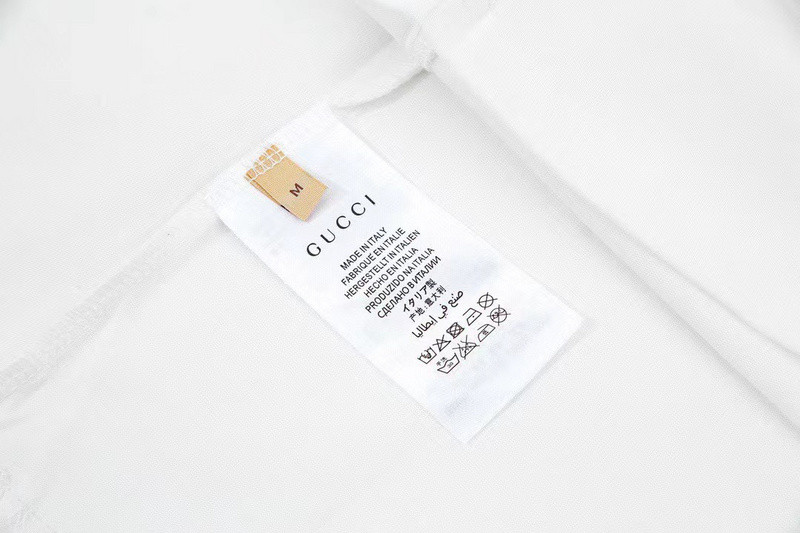 M
GUCCI
MADE IN ITALY
FABRIQUE EN ITALIE
HERGESTELLT IN ITALIEN
HECHO EN ITALIA
PRODUZIDO NA ITALIA
СДЕЛАНО В ИТАЛИИ
イタリア製
产地：意大利
صنع في إيطاليا